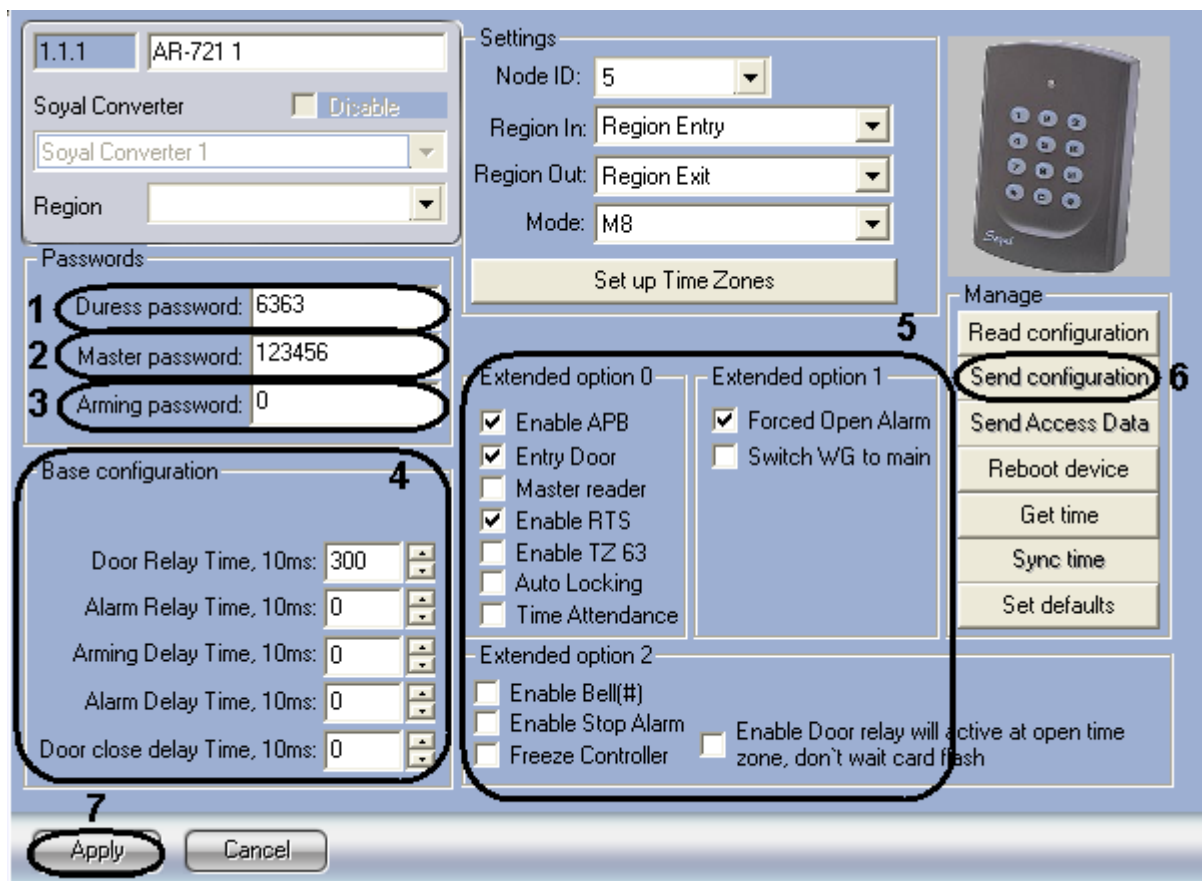 1.1.1 AR-721 1
Soyal Converter Disable
Soyal Converter 1
Region
Settings
Node ID: 5
Region In: Region Entry
Region Out: Region Exit
Mode: M8
Set up Time Zones
Passwords
1 Duress password: 6363
2 Master password: 123456
3 Arming password: 0
Base configuration 4
Door Relay Time, 10ms: 300
Alarm Relay Time, 10ms: 0
Arming Delay Time, 10ms: 0
Alarm Delay Time, 10ms: 0
Door close delay Time, 10ms: 0
5
Extended option 0
Enable APB
Entry Door
Master reader
Enable RTS
Enable TZ 63
Auto Locking
Time Attendance
Extended option 1
Forced Open Alarm
Switch WG to main
Extended option 2
Enable Bell(#)
Enable Stop Alarm
Freeze Controller
Enable Door relay will active at open time
zone, don`t wait card flash
Soyal
Manage
Read configuration
Send configuration 6
Send Access Data
Reboot device
Get time
Sync time
Set defaults
7
Apply Cancel